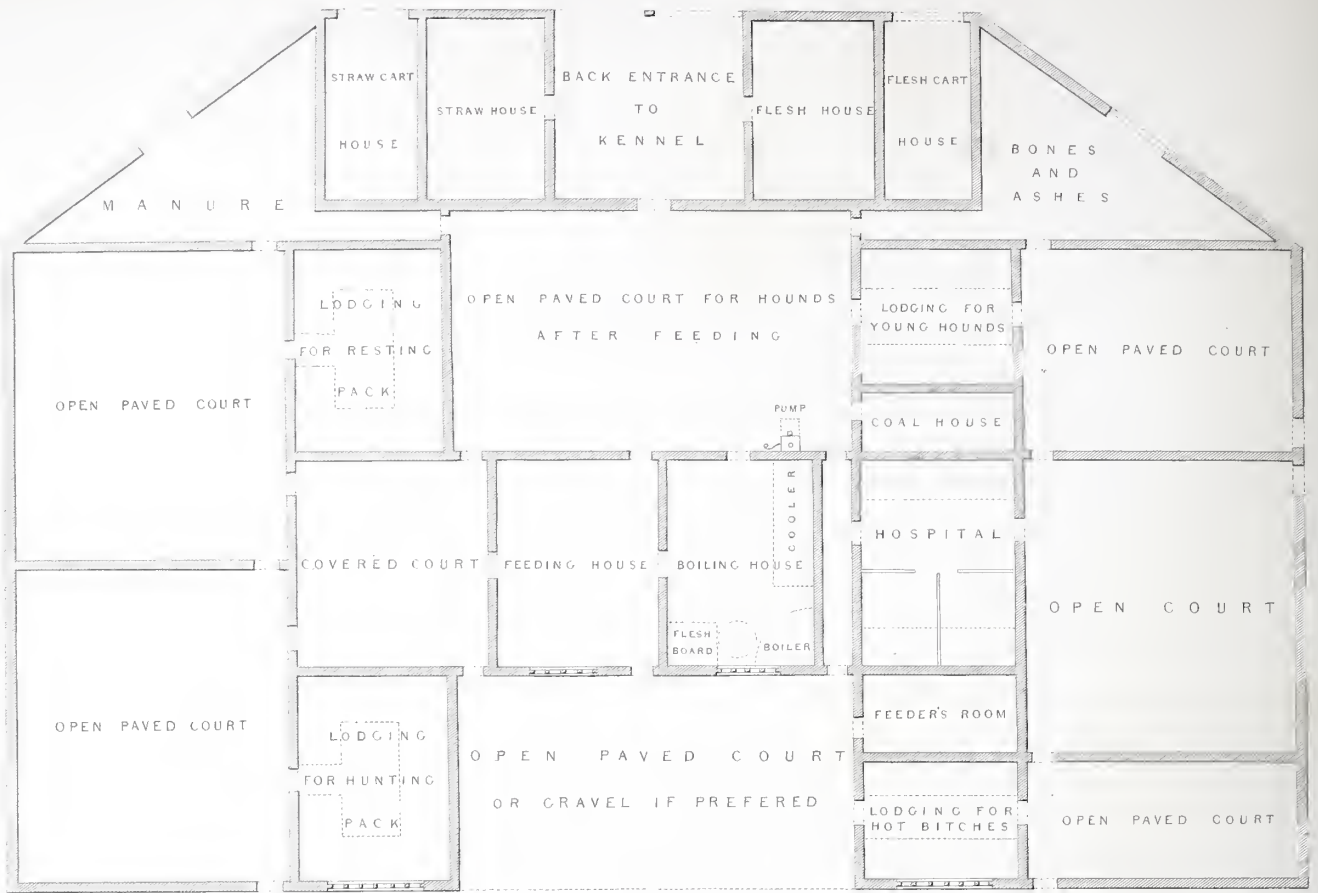 STRAW CART
HOUSE
STRAW HOUSE
BACK ENTRANCE
TO
KENNEL
FLESH HOUSE
FLESH CART
HOUSE
BONES
AND
ASHES
MANURE
LODGING
FOR RESTING
PACK
OPEN PAVED COURT FOR HOUNDS
AFTER FEEDING
LODGING FOR
YOUNG HOUNDS
OPEN PAVED COURT
OPEN PAVED COURT
PUMP
COAL HOUSE
COVERED COURT
FEEDING HOUSE
BOILING HOUSE
COOLER
FLESH
BOARD
BOILER
HOSPITAL
OPEN COURT
OPEN PAVED COURT
LODGING
FOR HUNTING
PACK
OPEN PAVED COURT
OR GRAVEL IF PREFERED
FEEDER'S ROOM
LODGING FOR
HOT BITCHES
OPEN PAVED COURT